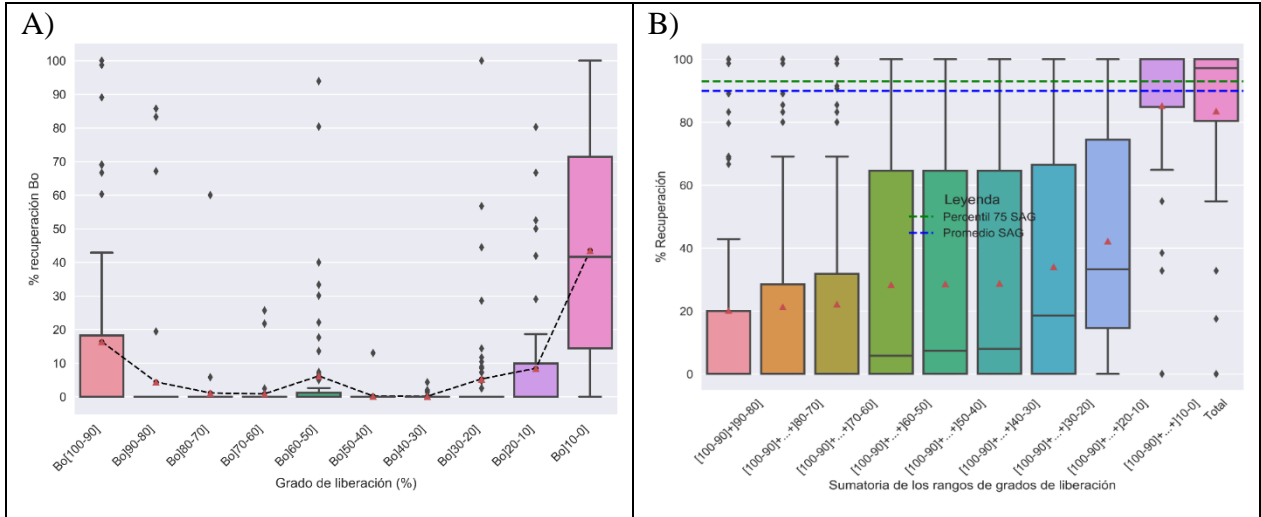 A)
% recuperación Bo
100
90
80
70
60
50
40
30
20
10
0
Bo[100-90]
Bo]90-80]
Bo]80-70]
Bo]70-60]
Bo]60-50]
Bo]50-40]
Bo]40-30]
Bo]30-20]
Bo]20-10]
Bo]10-0]
Grado de liberación (%)
B)
% Recuperación
100
80
60
40
20
0
Leyenda
Percentil 75 SAG
Promedio SAG
[100-90]+]90-80]
[100-90]+...+]80-70]
[100-90]+...+]70-60]
[100-90]+...+]60-50]
[100-90]+...+]50-40]
[100-90]+...+]40-30]
[100-90]+...+]30-20]
[100-90]+...+]20-10]
[100-90]+...+]10-0]
Total
Sumatoria de los rangos de grados de liberación